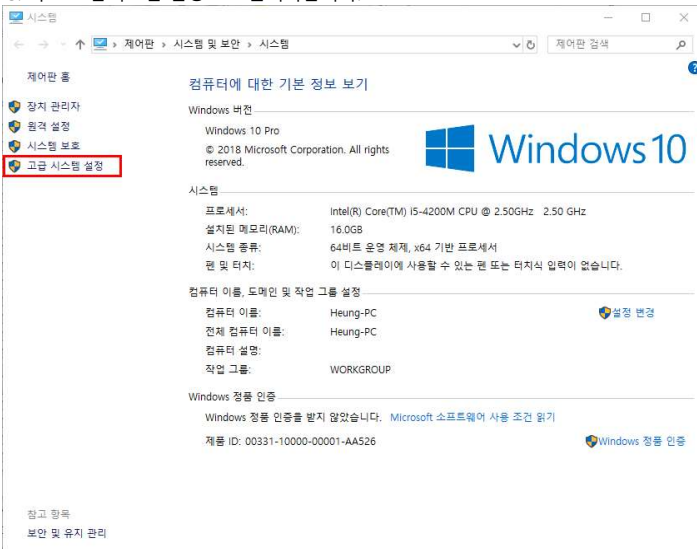 시스템
제어판 › 시스템 및 보안 › 시스템
제어판 검색
제어판 홈
장치 관리자
원격 설정
시스템 보호
고급 시스템 설정
컴퓨터에 대한 기본 정보 보기
Windows 버전
Windows 10 Pro
© 2018 Microsoft Corporation. All rights
reserved.
Windows 10
시스템
프로세서: Intel(R) Core(TM) i5-4200M CPU @ 2.50GHz 2.50 GHz
설치된 메모리(RAM): 16.0GB
시스템 종류: 64비트 운영 체제, x64 기반 프로세서
펜 및 터치: 이 디스플레이에 사용할 수 있는 펜 또는 터치식 입력이 없습니다.
컴퓨터 이름, 도메인 및 작업 그룹 설정
컴퓨터 이름: Heung-PC 설정 변경
전체 컴퓨터 이름: Heung-PC
컴퓨터 설명:
작업 그룹: WORKGROUP
Windows 정품 인증
Windows 정품 인증을 받지 않았습니다. Microsoft 소프트웨어 사용 조건 읽기
제품 ID: 00331-10000-00001-AA526 Windows 정품 인증
참고 항목
보안 및 유지 관리